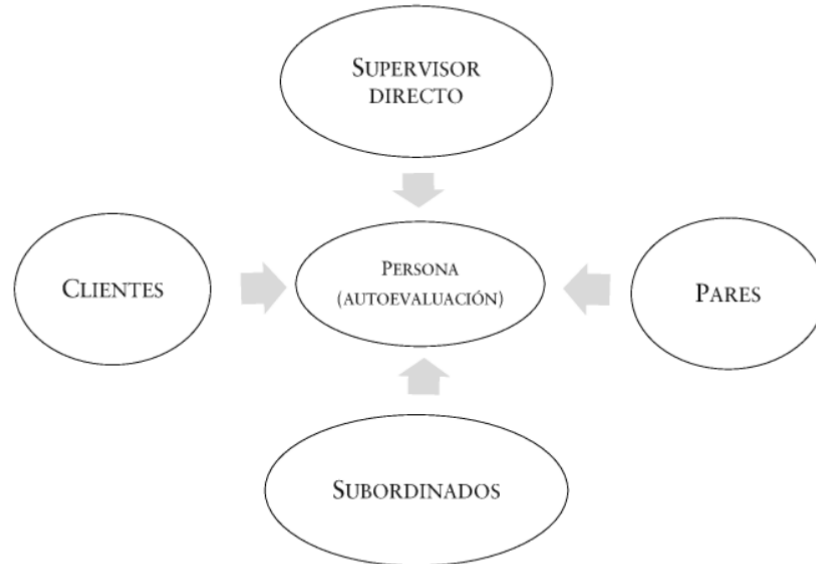 SUPERVISOR
DIRECTO
CLIENTES
PERSONA
(AUTOEVALUACIÓN)
PARES
SUBORDINADOS